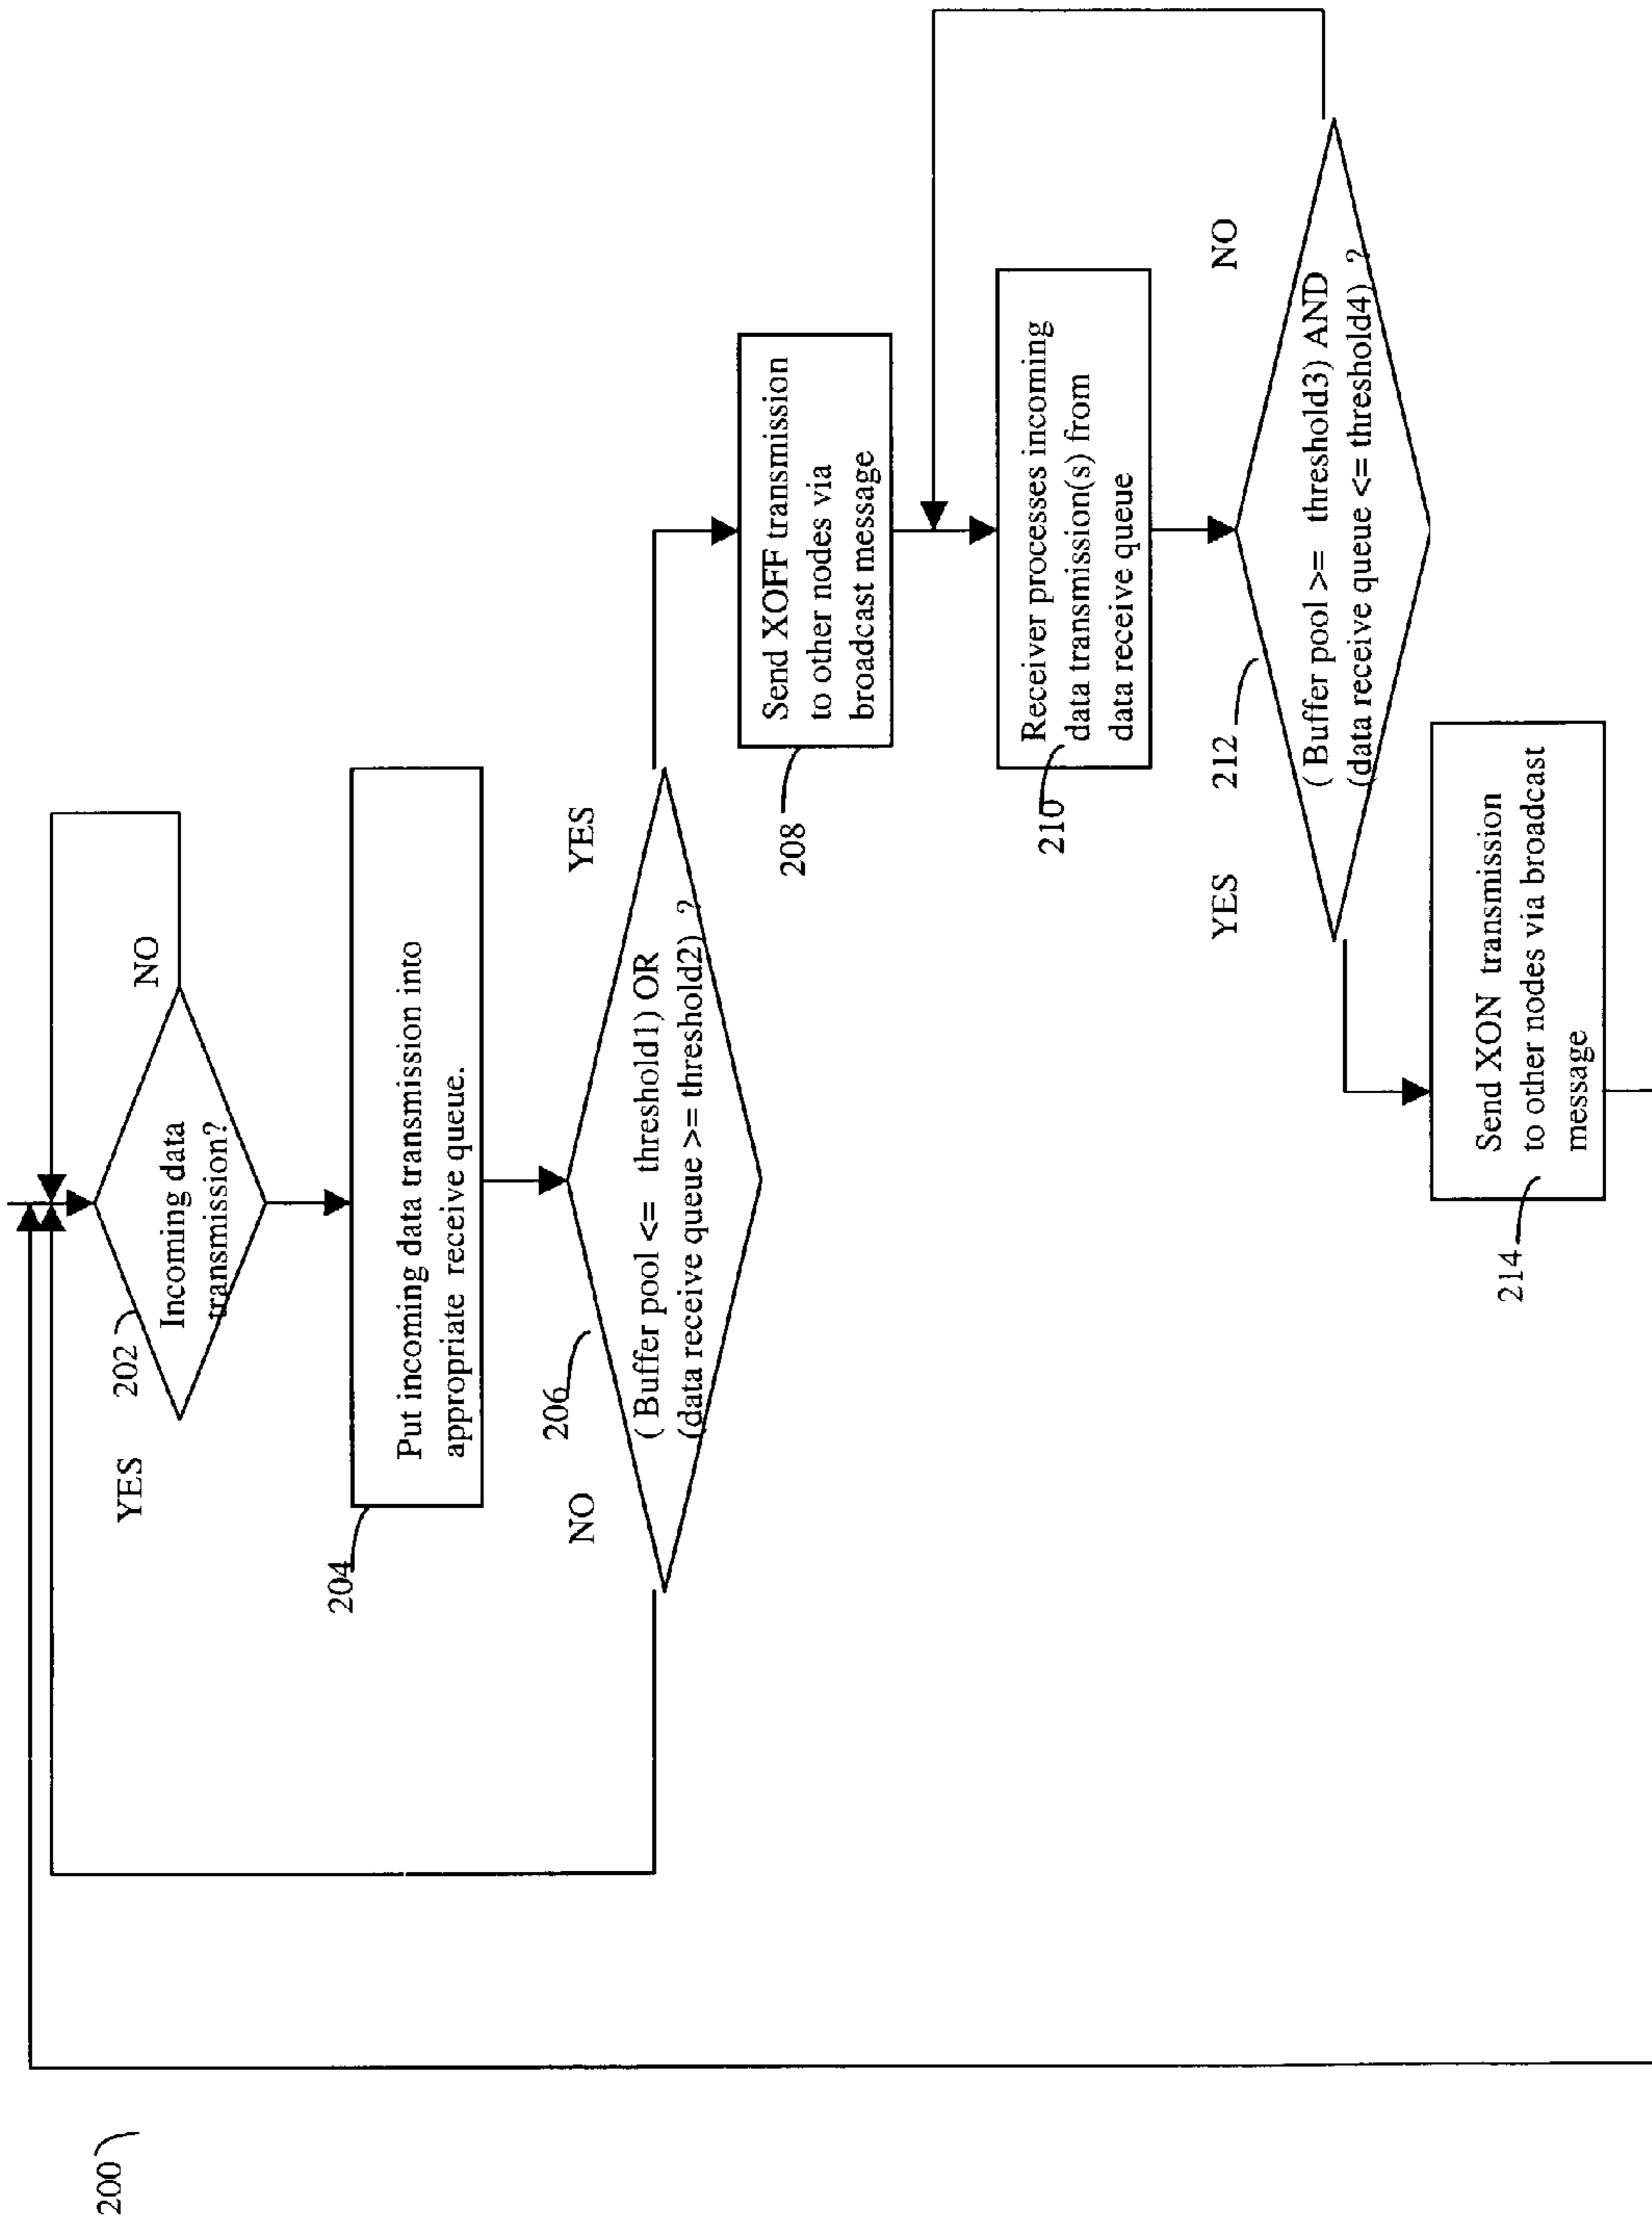 200
YES
202
NO
Incoming data
transmission?
204
Put incoming data transmission into
appropriate receive queue.
NO
206
YES
( Buffer pool <= threshold1) OR
(data receive queue >= threshold2) ?
208
Send XOFF transmission
to other nodes via
broadcast message
210
Receiver processes incoming
data transmission(s) from
data receive queue
YES
212
NO
( Buffer pool >= threshold3) AND
(data receive queue <= threshold4) ?
214
Send XON transmission
to other nodes via broadcast
message